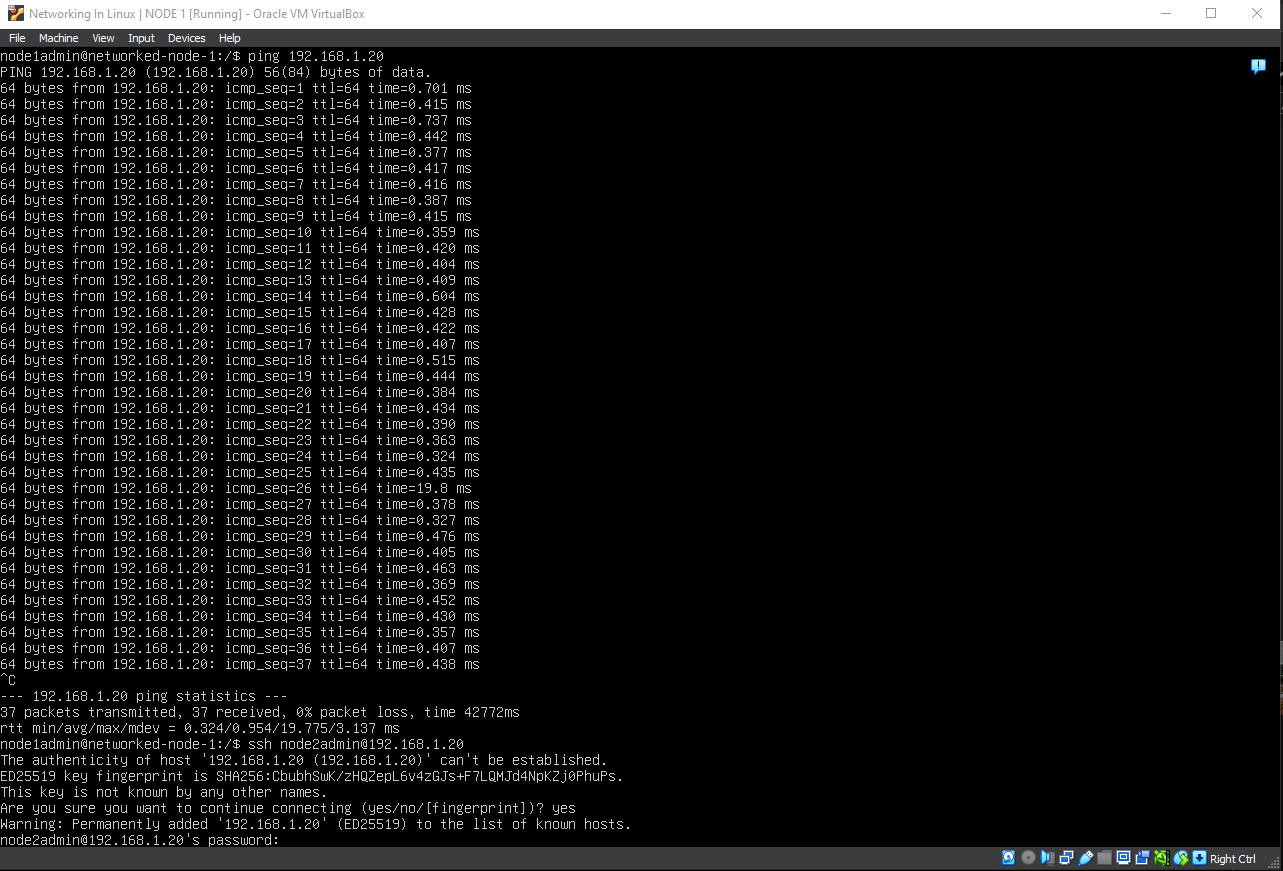 Networking In Linux | NODE 1 [Running] - Oracle VM VirtualBox
File Machine View Input Devices Help
node1admin@networked-node-1:/$ ping 192.168.1.20
PING 192.168.1.20 (192.168.1.20) 56(84) bytes of data.
64 bytes from 192.168.1.20: icmp_seq=1 ttl=64 time=0.701 ms
64 bytes from 192.168.1.20: icmp_seq=2 ttl=64 time=0.415 ms
64 bytes from 192.168.1.20: icmp_seq=3 ttl=64 time=0.737 ms
64 bytes from 192.168.1.20: icmp_seq=4 ttl=64 time=0.442 ms
64 bytes from 192.168.1.20: icmp_seq=5 ttl=64 time=0.377 ms
64 bytes from 192.168.1.20: icmp_seq=6 ttl=64 time=0.417 ms
64 bytes from 192.168.1.20: icmp_seq=7 ttl=64 time=0.416 ms
64 bytes from 192.168.1.20: icmp_seq=8 ttl=64 time=0.387 ms
64 bytes from 192.168.1.20: icmp_seq=9 ttl=64 time=0.415 ms
64 bytes from 192.168.1.20: icmp_seq=10 ttl=64 time=0.359 ms
64 bytes from 192.168.1.20: icmp_seq=11 ttl=64 time=0.420 ms
64 bytes from 192.168.1.20: icmp_seq=12 ttl=64 time=0.404 ms
64 bytes from 192.168.1.20: icmp_seq=13 ttl=64 time=0.409 ms
64 bytes from 192.168.1.20: icmp_seq=14 ttl=64 time=0.604 ms
64 bytes from 192.168.1.20: icmp_seq=15 ttl=64 time=0.428 ms
64 bytes from 192.168.1.20: icmp_seq=16 ttl=64 time=0.422 ms
64 bytes from 192.168.1.20: icmp_seq=17 ttl=64 time=0.407 ms
64 bytes from 192.168.1.20: icmp_seq=18 ttl=64 time=0.515 ms
64 bytes from 192.168.1.20: icmp_seq=19 ttl=64 time=0.444 ms
64 bytes from 192.168.1.20: icmp_seq=20 ttl=64 time=0.384 ms
64 bytes from 192.168.1.20: icmp_seq=21 ttl=64 time=0.434 ms
64 bytes from 192.168.1.20: icmp_seq=22 ttl=64 time=0.390 ms
64 bytes from 192.168.1.20: icmp_seq=23 ttl=64 time=0.363 ms
64 bytes from 192.168.1.20: icmp_seq=24 ttl=64 time=0.324 ms
64 bytes from 192.168.1.20: icmp_seq=25 ttl=64 time=0.435 ms
64 bytes from 192.168.1.20: icmp_seq=26 ttl=64 time=19.8 ms
64 bytes from 192.168.1.20: icmp_seq=27 ttl=64 time=0.378 ms
64 bytes from 192.168.1.20: icmp_seq=28 ttl=64 time=0.327 ms
64 bytes from 192.168.1.20: icmp_seq=29 ttl=64 time=0.476 ms
64 bytes from 192.168.1.20: icmp_seq=30 ttl=64 time=0.405 ms
64 bytes from 192.168.1.20: icmp_seq=31 ttl=64 time=0.463 ms
64 bytes from 192.168.1.20: icmp_seq=32 ttl=64 time=0.369 ms
64 bytes from 192.168.1.20: icmp_seq=33 ttl=64 time=0.452 ms
64 bytes from 192.168.1.20: icmp_seq=34 ttl=64 time=0.430 ms
64 bytes from 192.168.1.20: icmp_seq=35 ttl=64 time=0.357 ms
64 bytes from 192.168.1.20: icmp_seq=36 ttl=64 time=0.407 ms
64 bytes from 192.168.1.20: icmp_seq=37 ttl=64 time=0.438 ms
^C
--- 192.168.1.20 ping statistics ---
37 packets transmitted, 37 received, 0% packet loss, time 42772ms
rtt min/avg/max/mdev = 0.324/0.954/19.775/3.137 ms
node1admin@networked-node-1:/$ ssh node2admin@192.168.1.20
The authenticity of host '192.168.1.20 (192.168.1.20)' can't be established.
ED25519 key fingerprint is SHA256:CbubhSwK/zHQZepL6v4zGJs+F7LQMJd4NpKZj0PhuPs.
This key is not known by any other names.
Are you sure you want to continue connecting (yes/no/[fingerprint])? yes
Warning: Permanently added '192.168.1.20' (ED25519) to the list of known hosts.
node2admin@192.168.1.20's password:
Right Ctrl